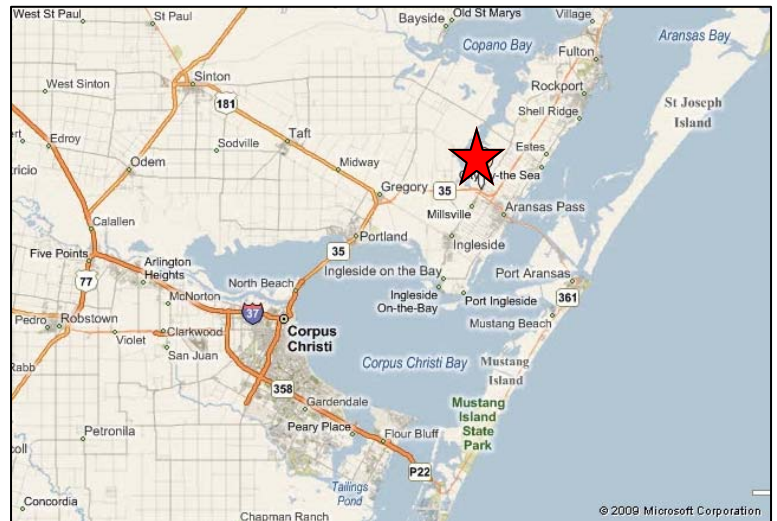 West St Paul
St Paul
Bayside
Old St Marys
Village
Aransas Bay
Copano Bay
Fulton
Sinton
West Sinton
Rockport
181
St Joseph
Island
Shell Ridge
Edroy
Sodville
Taft
Estes
Odem
Midway
-the Sea
Gregory
35
Millsville
Aransas Pass
Calallen
Portland
Five Points
35
Ingleside
Arlington
Heights
Ingleside on the Bay
Port Aransas
77
North Beach
McNorton
Ingleside
On-the-Bay
Port Ingleside
361
37
Mustang Beach
Robstown
Corpus
Christi
Violet
Clarkwood
San Juan
Corpus Christi Bay
Mustang
Island
358
Mustang
Island
State
Park
Gardendale
Petronila
Peary Place
Flour Bluff
P22
Tailings
Pond
Concordia
Chapman Ranch
© 2009 Microsoft Corporation